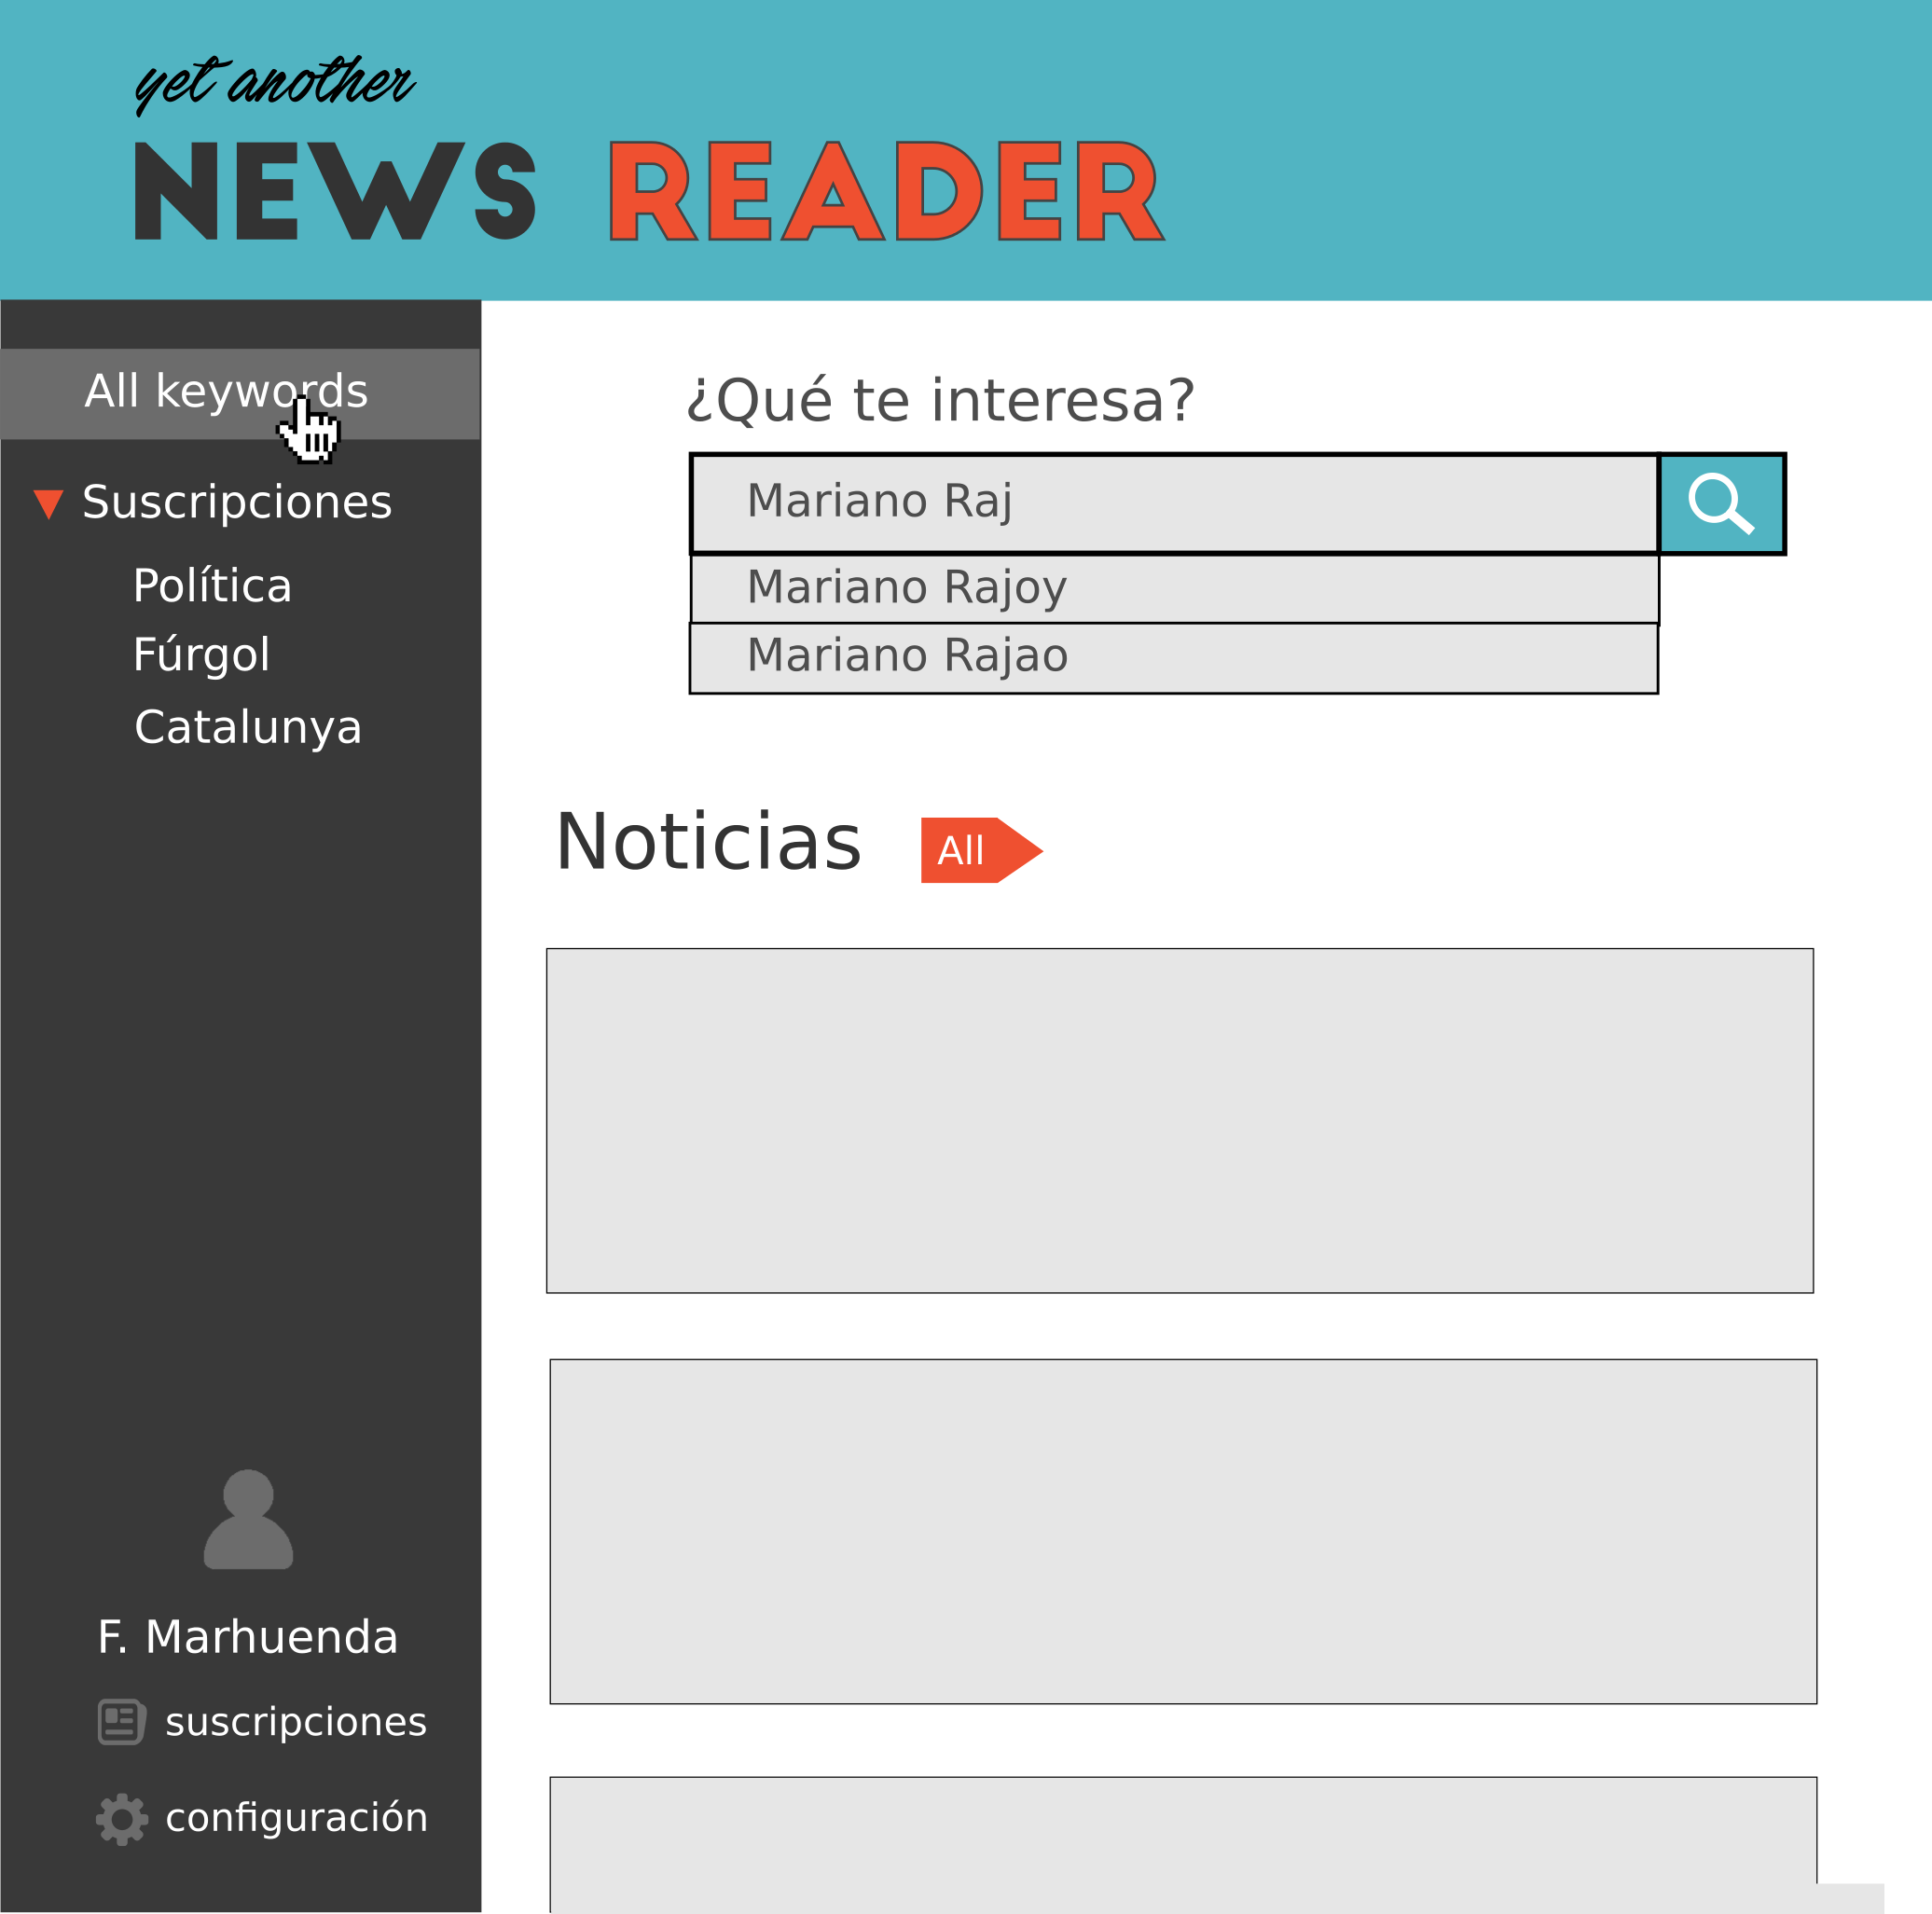 yet another
NEWS READER
All keywords
Suscripciones
Política
Fúrgol
Catalunya
F. Marhuenda
suscripciones
configuración
¿Qué te interesa?
Mariano Raj
Mariano Rajoy
Mariano Rajao
Noticias
All